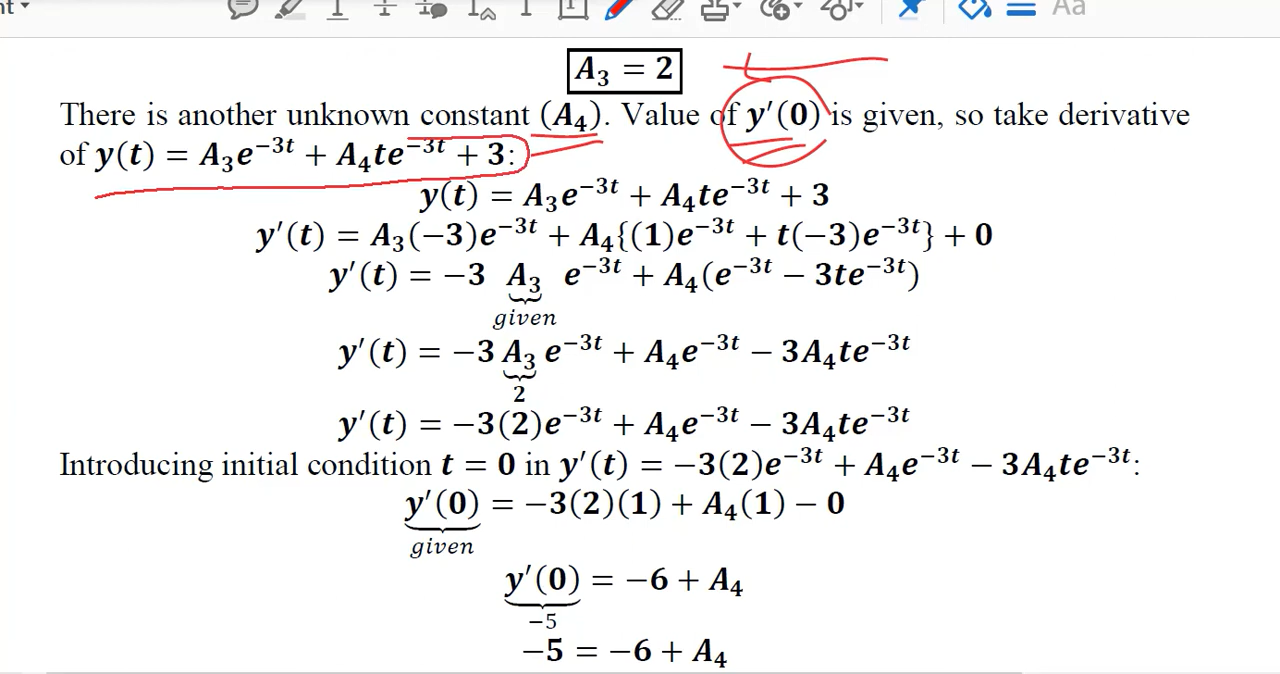 Aa
A₃ = 2
There is another unknown constant (A₄). Value of y′(0) is given, so take derivative
of y(t) = A₃e⁻³ᵗ + A₄te⁻³ᵗ + 3:
y(t) = A₃e⁻³ᵗ + A₄te⁻³ᵗ + 3
y′(t) = A₃(−3)e⁻³ᵗ + A₄{(1)e⁻³ᵗ + t(−3)e⁻³ᵗ} + 0
y′(t) = −3 A₃ e⁻³ᵗ + A₄(e⁻³ᵗ − 3te⁻³ᵗ)
given
y′(t) = −3 A₃ e⁻³ᵗ + A₄e⁻³ᵗ − 3A₄te⁻³ᵗ
2
y′(t) = −3(2)e⁻³ᵗ + A₄e⁻³ᵗ − 3A₄te⁻³ᵗ
Introducing initial condition t = 0 in y′(t) = −3(2)e⁻³ᵗ + A₄e⁻³ᵗ − 3A₄te⁻³ᵗ:
y′(0) = −3(2)(1) + A₄(1) − 0
given
y′(0) = −6 + A₄
−5
−5 = −6 + A₄